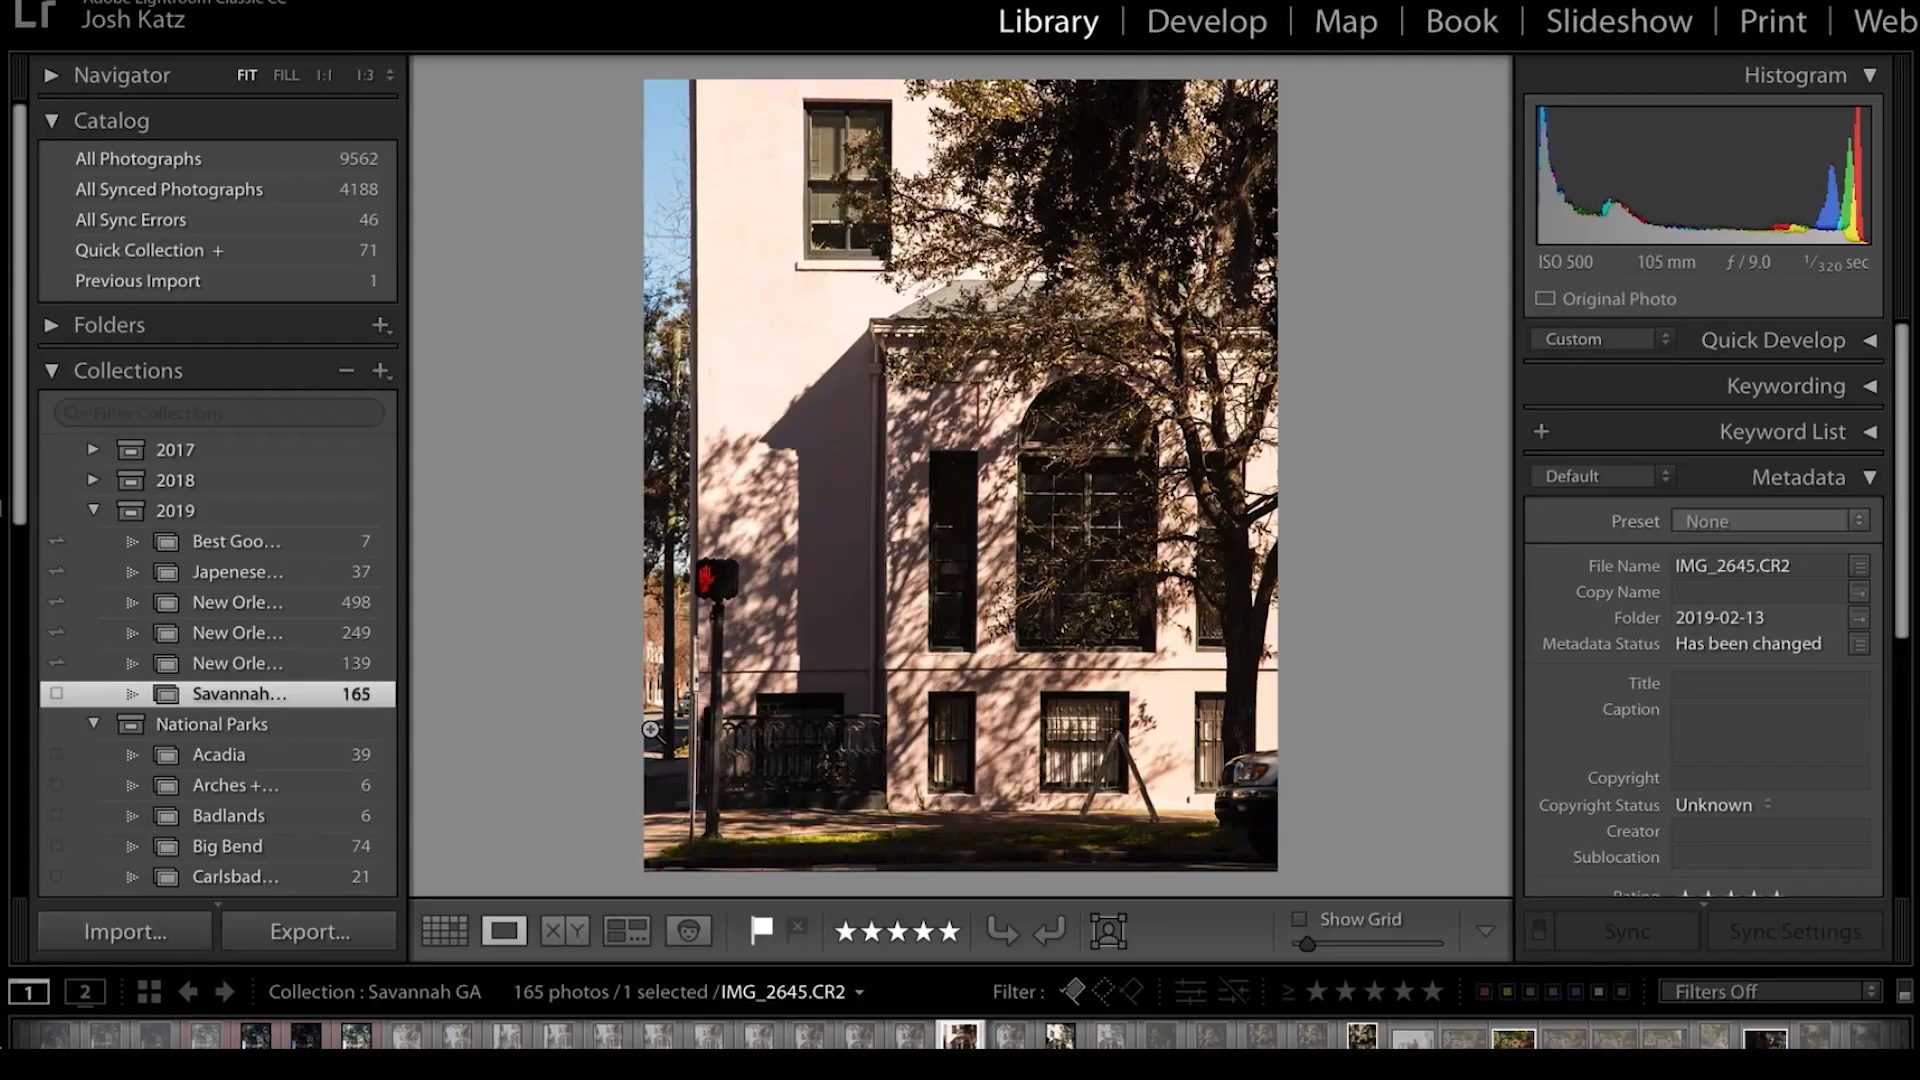 Lr
Josh Katz
Library | Develop | Map | Book | Slideshow | Print | Web
Navigator FIT FILL 1:1 1:3
Catalog
All Photographs 9562
All Synced Photographs 4188
All Sync Errors 46
Quick Collection + 71
Previous Import 1
Folders
Collections
Filter Collections
2017
2018
2019
Best Goo... 7
Japenese... 37
New Orle... 498
New Orle... 249
New Orle... 139
Savannah... 165
National Parks
Acadia 39
Arches +... 6
Badlands 6
Big Bend 74
Carlsbad... 21
Import... Export...
Histogram
ISO 500 105 mm ƒ / 9.0 1/320 sec
Original Photo
Custom Quick Develop
Keywording
Keyword List
Default Metadata
Preset None
File Name IMG_2645.CR2
Copy Name
Folder 2019-02-13
Metadata Status Has been changed
Title
Caption
Copyright
Copyright Status Unknown
Creator
Sublocation
Show Grid
Sync Sync Settings
1 2 Collection : Savannah GA 165 photos / 1 selected / IMG_2645.CR2 Filter : ≥ Filters Off